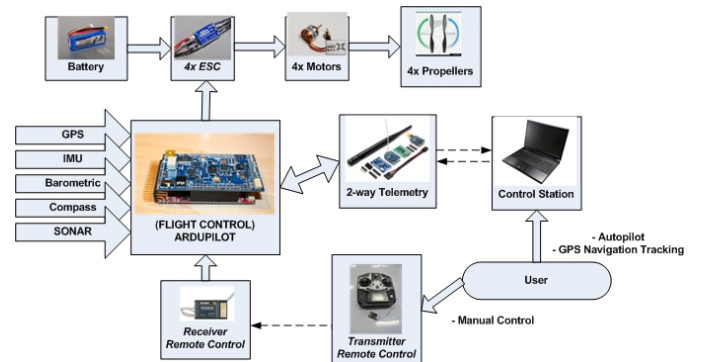 Battery
4x ESC
4x Motors
4x Propellers
GPS
IMU
Barometric
Compass
SONAR
(FLIGHT CONTROL)
ARDUPILOT
2-way Telemetry
Control Station
- Autopilot
- GPS Navigation Tracking
User
- Manual Control
Receiver
Remote Control
Transmitter
Remote Control